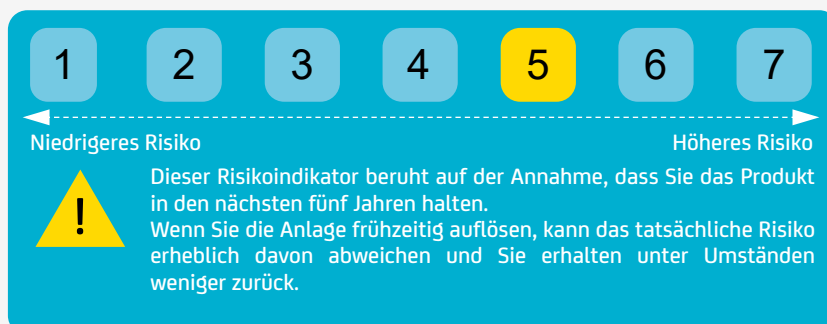 1 2 3 4 5 6 7
Niedrigeres Risiko Höheres Risiko
!
Dieser Risikoindikator beruht auf der Annahme, dass Sie das Produkt
in den nächsten fünf Jahren halten.
Wenn Sie die Anlage frühzeitig auflösen, kann das tatsächliche Risiko
erheblich davon abweichen und Sie erhalten unter Umständen
weniger zurück.